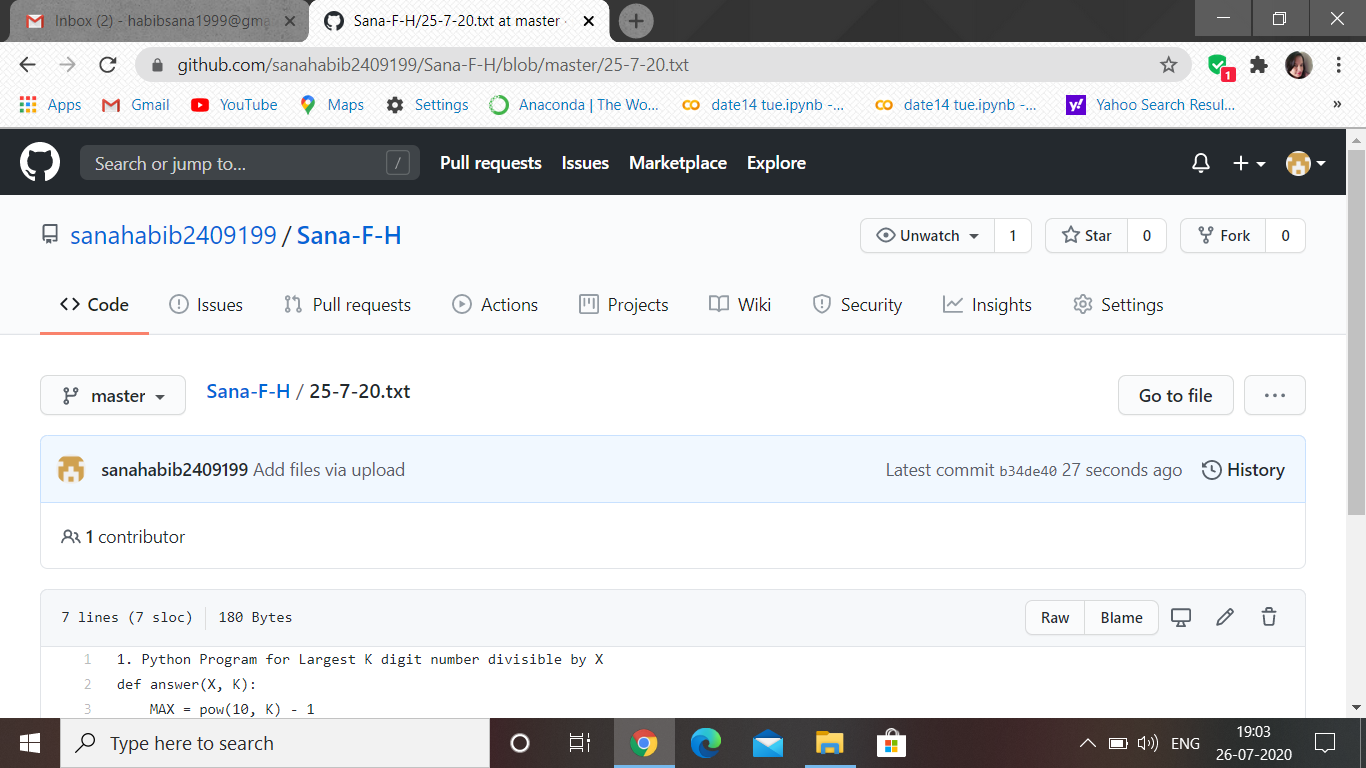 Inbox (2) - habibsana1999@gma
Sana-F-H/25-7-20.txt at master ·
github.com/sanahabib2409199/Sana-F-H/blob/master/25-7-20.txt
1
Apps
Gmail
YouTube
Maps
Settings
Anaconda | The Wo...
date14 tue.ipynb -...
date14 tue.ipynb -...
Yahoo Search Resul...
»
Search or jump to...
/
Pull requests
Issues
Marketplace
Explore
sanahabib2409199 / Sana-F-H
Unwatch
1
Star
0
Fork
0
Code
Issues
Pull requests
Actions
Projects
Wiki
Security
Insights
Settings
master
Sana-F-H / 25-7-20.txt
Go to file
...
sanahabib2409199 Add files via upload
Latest commit b34de40 27 seconds ago
History
1 contributor
7 lines (7 sloc)
180 Bytes
Raw
Blame
1 1. Python Program for Largest K digit number divisible by X
2 def answer(X, K):
3 MAX = pow(10, K) - 1
Type here to search
ENG
19:03
26-07-2020